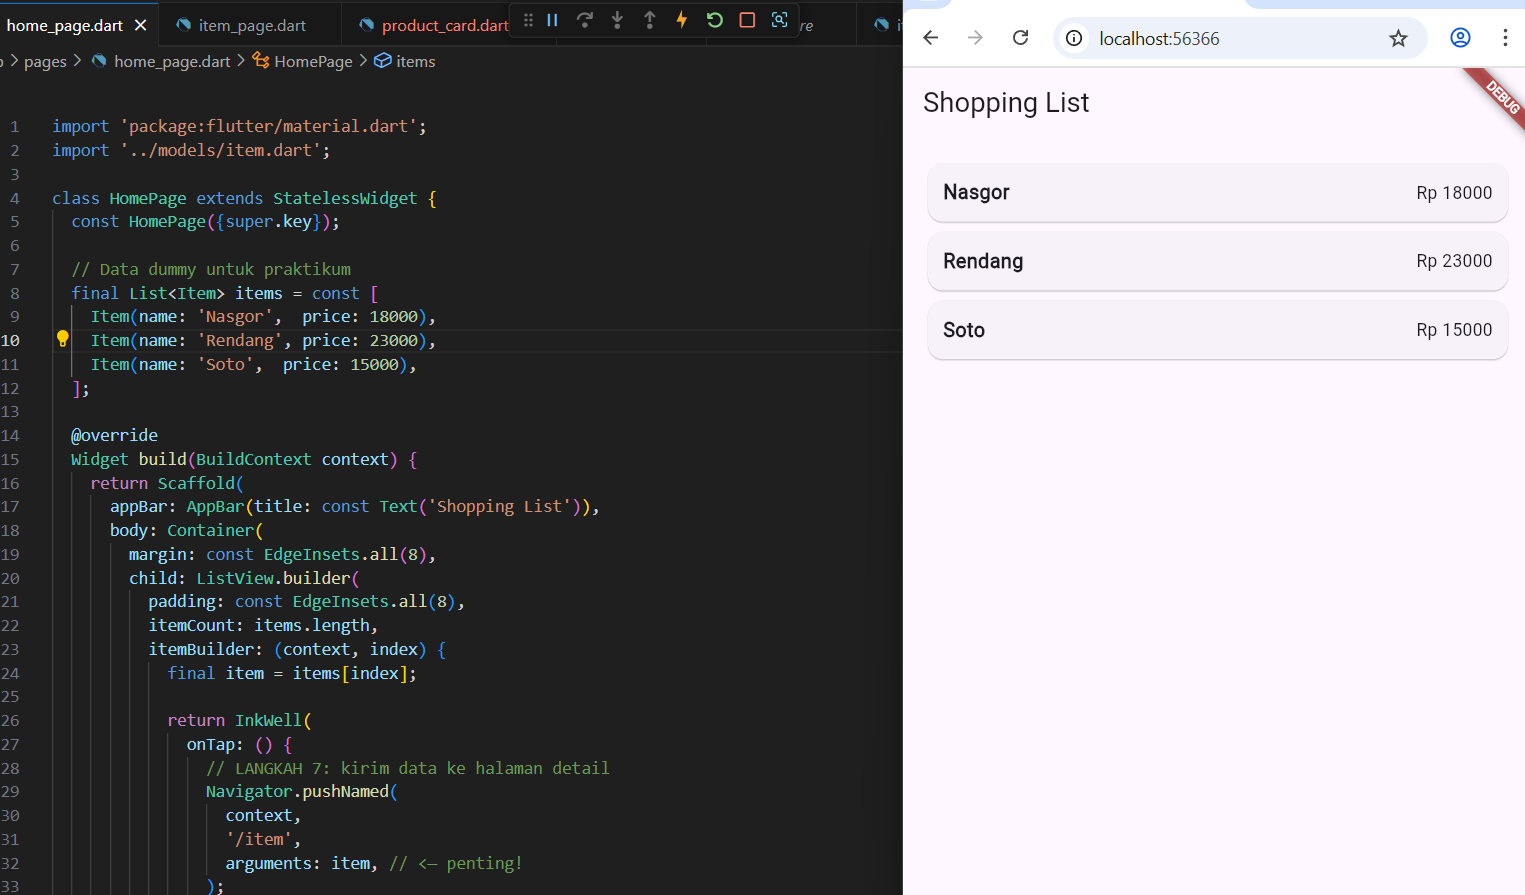 home_page.dart
item_page.dart
product_card.dart
re
pages > home_page.dart > HomePage > items
1 import 'package:flutter/material.dart';
2 import '../models/item.dart';
3
4 class HomePage extends StatelessWidget {
5 const HomePage({super.key});
6
7 // Data dummy untuk praktikum
8 final List<Item> items = const [
9 Item(name: 'Nasgor',  price: 18000),
10 Item(name: 'Rendang', price: 23000),
11 Item(name: 'Soto',  price: 15000),
12 ];
13
14 @override
15 Widget build(BuildContext context) {
16 return Scaffold(
17 appBar: AppBar(title: const Text('Shopping List')),
18 body: Container(
19 margin: const EdgeInsets.all(8),
20 child: ListView.builder(
21 padding: const EdgeInsets.all(8),
22 itemCount: items.length,
23 itemBuilder: (context, index) {
24 final item = items[index];
25
26 return InkWell(
27 onTap: () {
28 // LANGKAH 7: kirim data ke halaman detail
29 Navigator.pushNamed(
30 context,
31 '/item',
32 arguments: item, // <— penting!
33 );
localhost:56366
DEBUG
Shopping List
Nasgor Rp 18000
Rendang Rp 23000
Soto Rp 15000